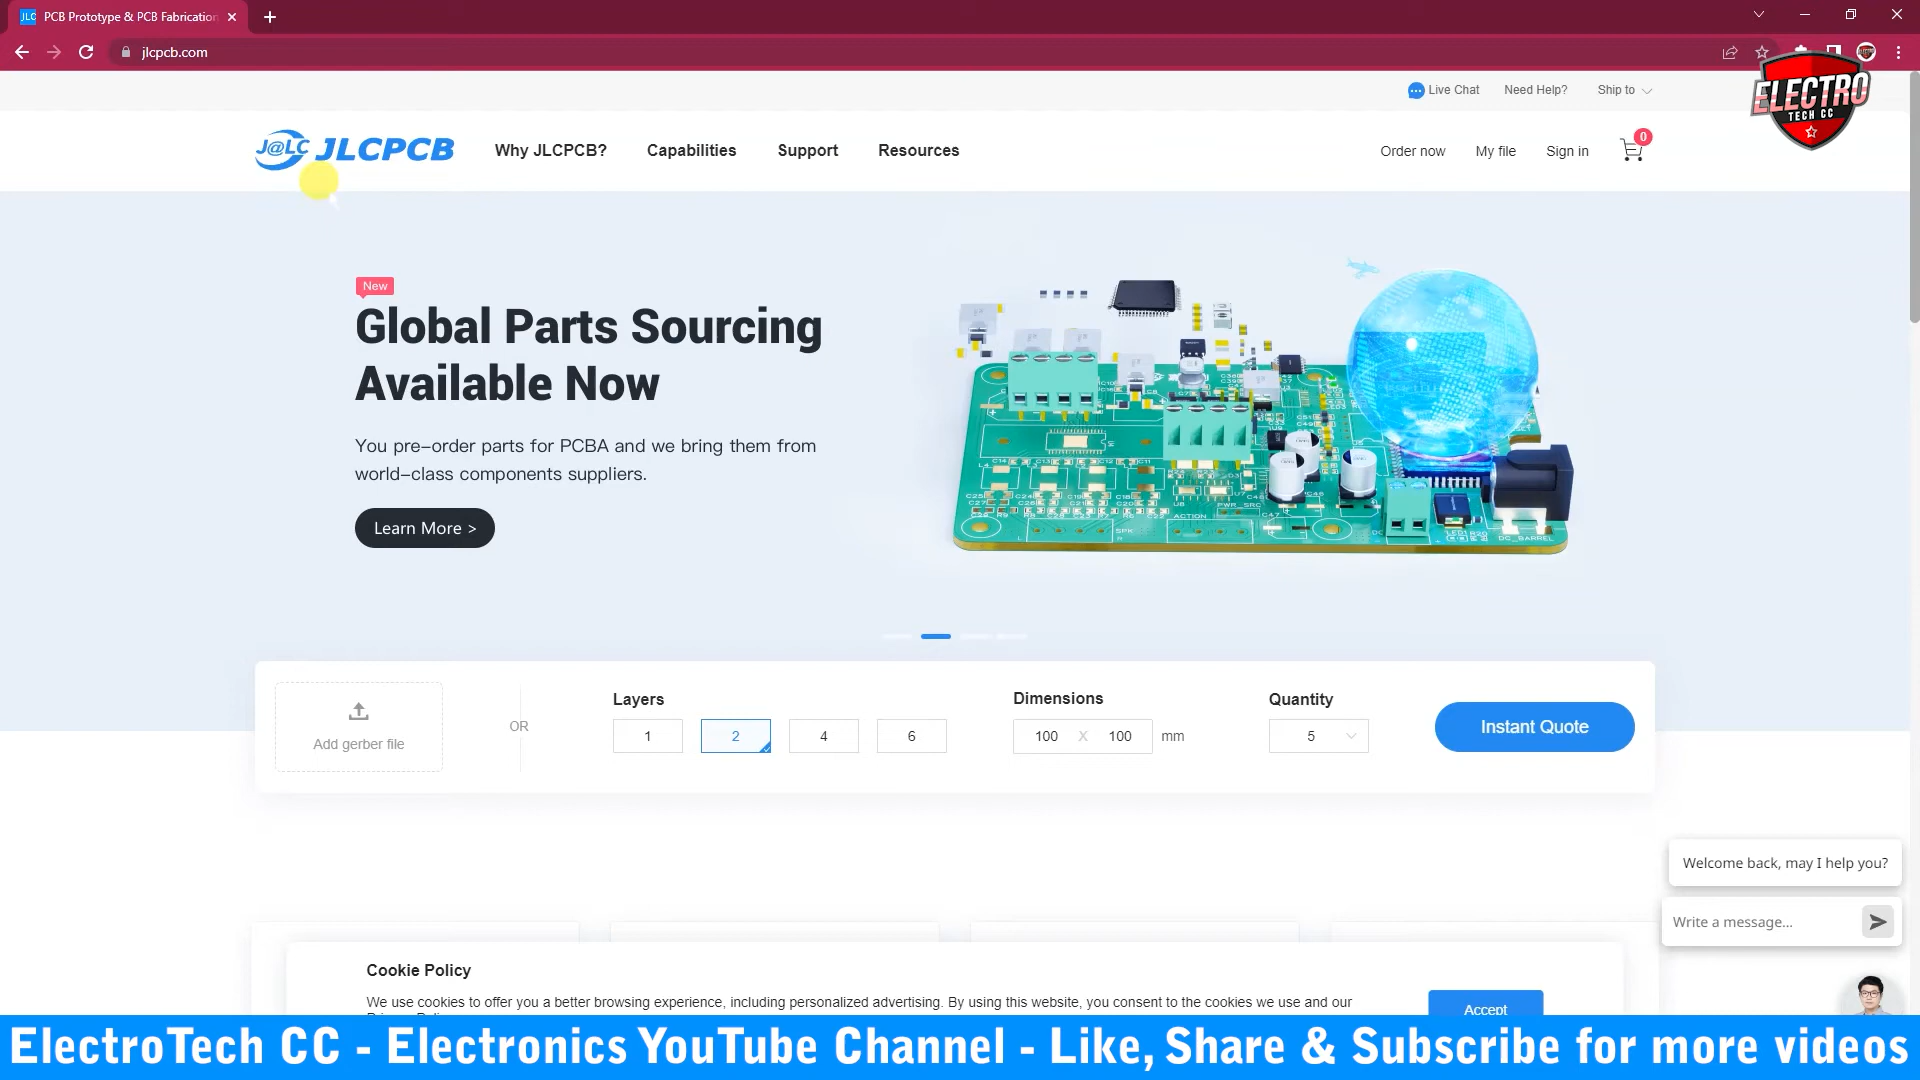 PCB Prototype & PCB Fabrication
jlcpcb.com
Live Chat
Need Help?
Ship to
ELECTRO
TECH CC
J@LC JLCPCB
Why JLCPCB?
Capabilities
Support
Resources
Order now
My file
Sign in
0
New
Global Parts Sourcing
Available Now
You pre-order parts for PCBA and we bring them from
world-class components suppliers.
Learn More >
ACTION
PWR_SRC
DC_BARREL
Add gerber file
OR
Layers
1
2
4
6
Dimensions
100 X 100 mm
Quantity
5
Instant Quote
Welcome back, may I help you?
Write a message...
Cookie Policy
We use cookies to offer you a better browsing experience, including personalized advertising. By using this website, you consent to the cookies we use and our
Accept
ElectroTech CC - Electronics YouTube Channel - Like, Share & Subscribe for more videos